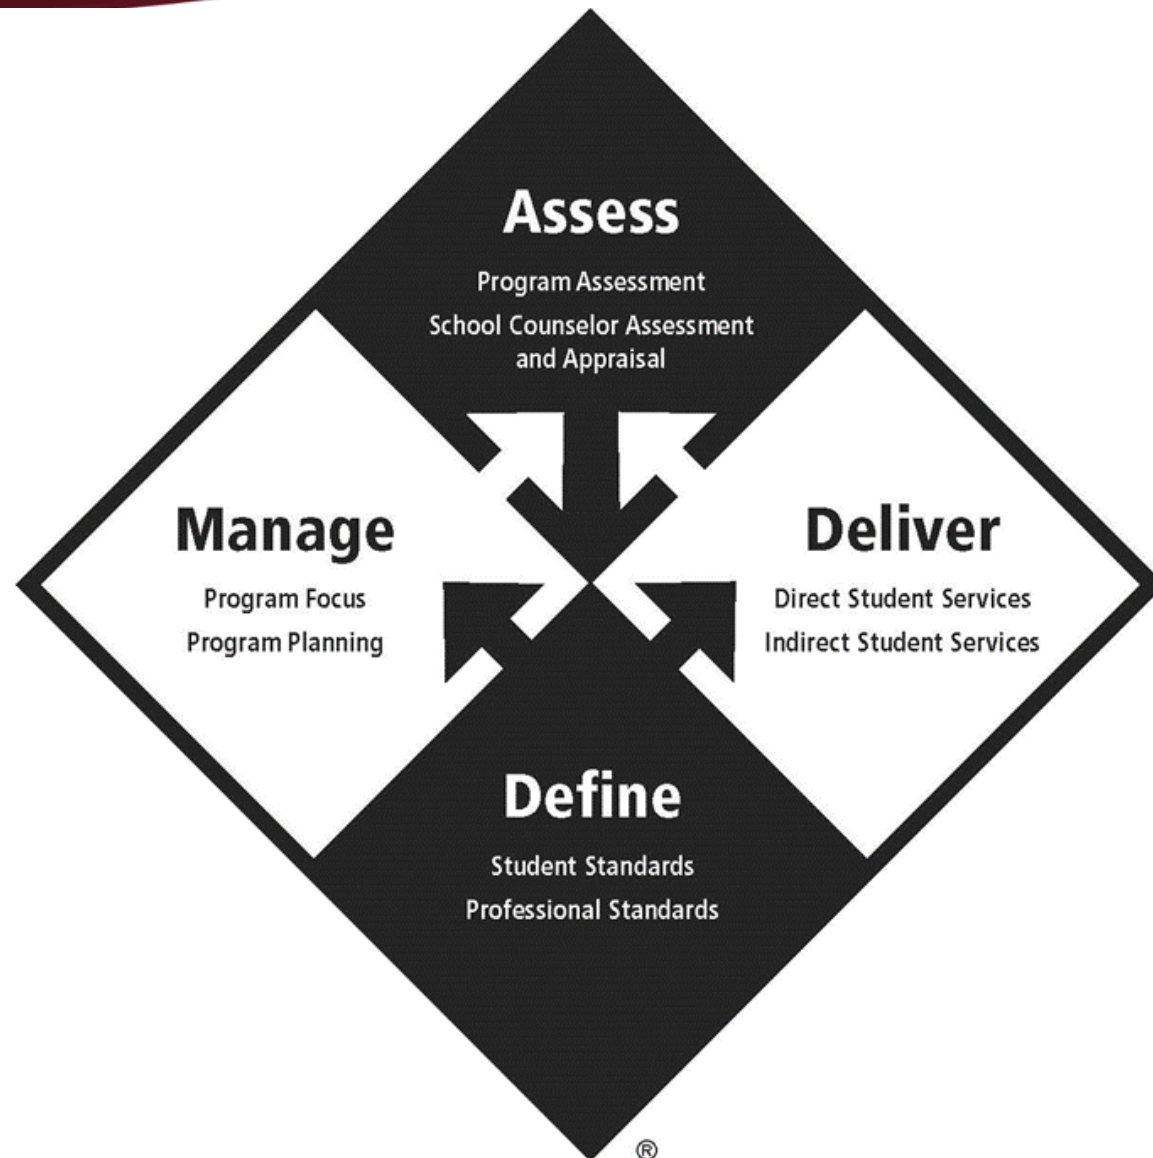 Assess
Program Assessment
School Counselor Assessment
and Appraisal
Manage
Program Focus
Program Planning
Deliver
Direct Student Services
Indirect Student Services
Define
Student Standards
Professional Standards
®